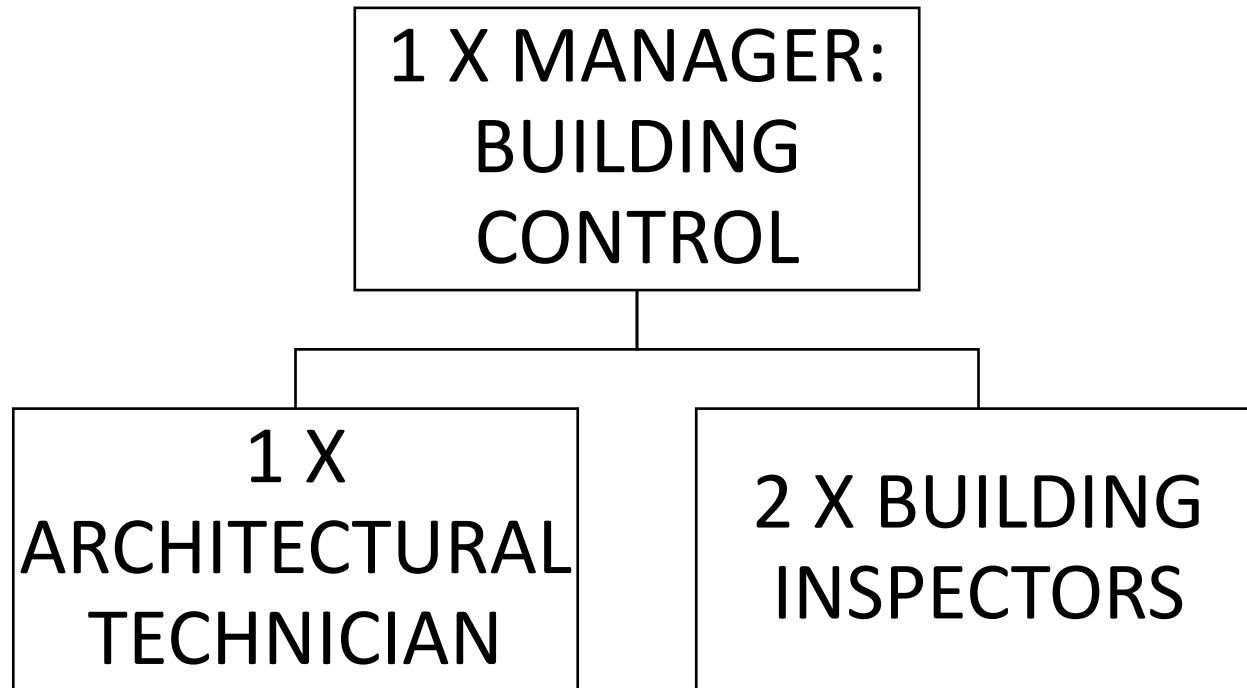 1 X MANAGER:
BUILDING
CONTROL
1 X
ARCHITECTURAL
TECHNICIAN
2 X BUILDING
INSPECTORS